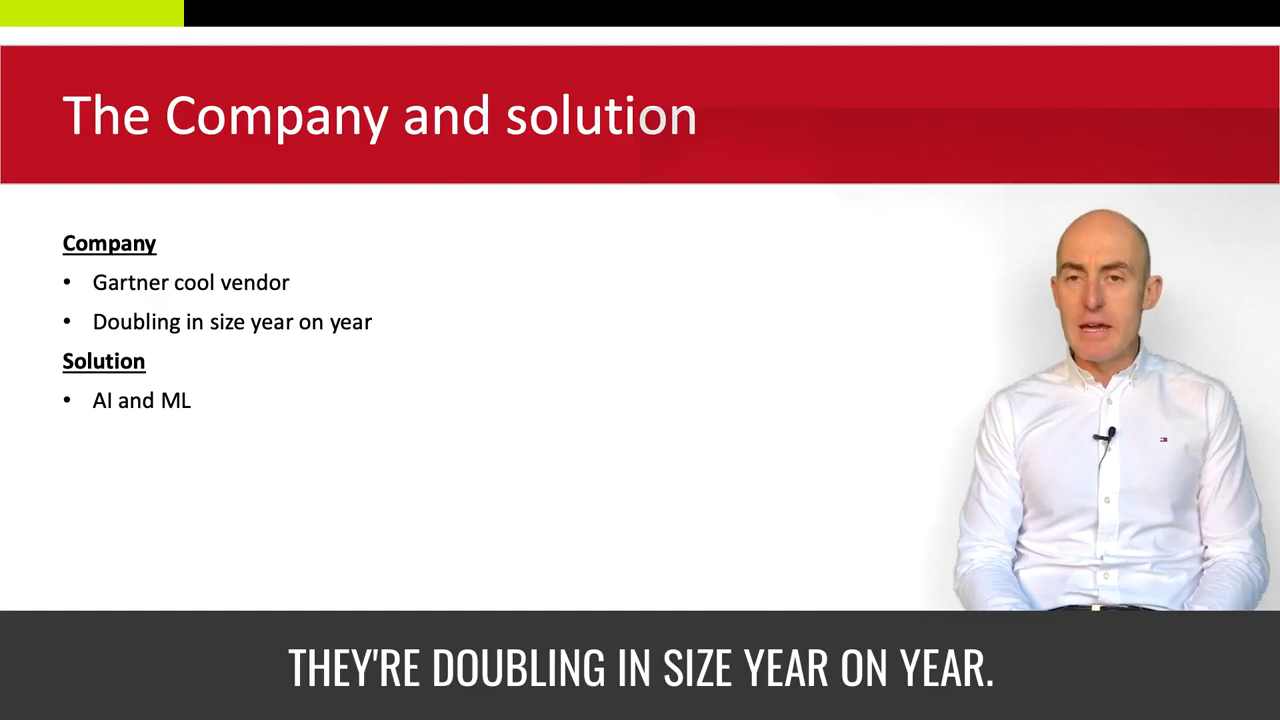 The Company and solution
Company
• Gartner cool vendor
• Doubling in size year on year
Solution
• AI and ML
THEY'RE DOUBLING IN SIZE YEAR ON YEAR.